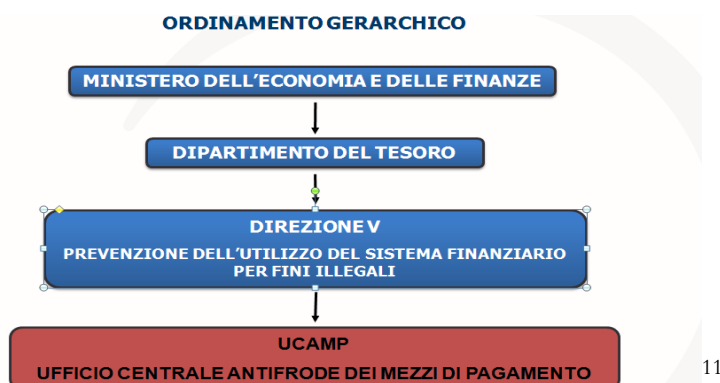 ORDINAMENTO GERARCHICO
MINISTERO DELL'ECONOMIA E DELLE FINANZE
DIPARTIMENTO DEL TESORO
DIREZIONE V
PREVENZIONE DELL'UTILIZZO DEL SISTEMA FINANZIARIO
PER FINI ILLEGALI
UCAMP
UFFICIO CENTRALE ANTIFRODE DEI MEZZI DI PAGAMENTO
11